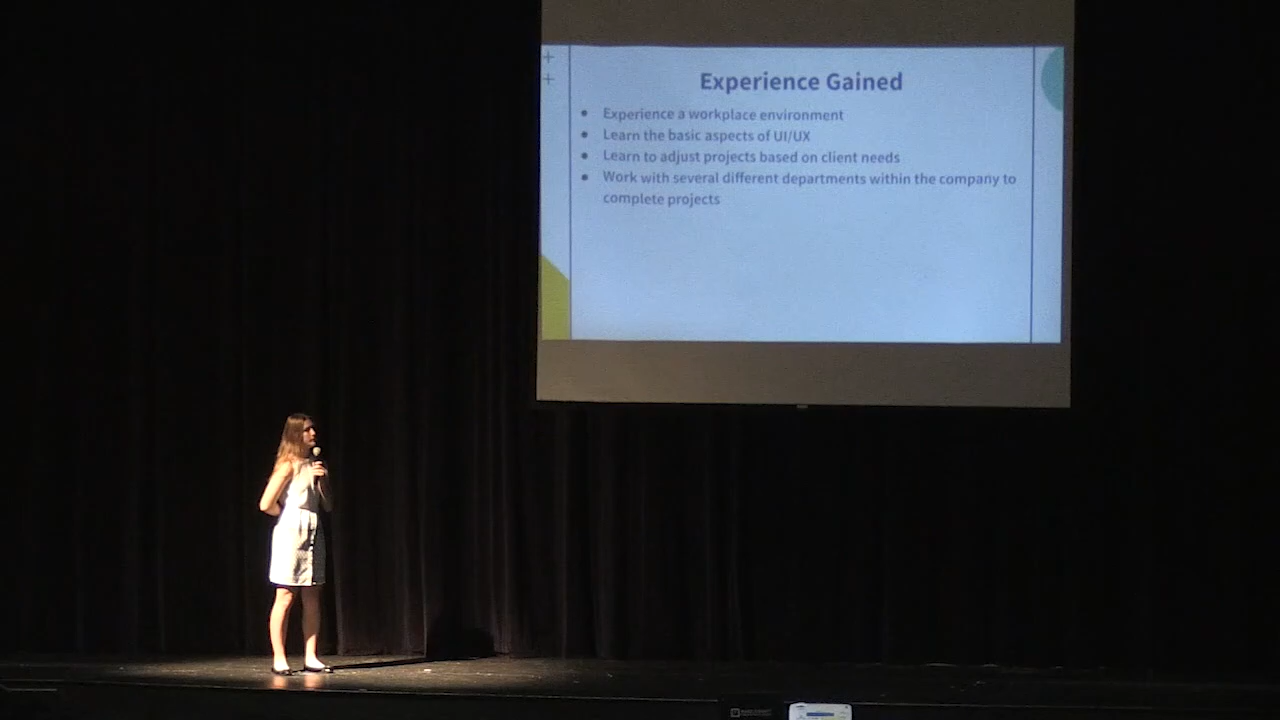 Experience Gained
● Experience a workplace environment
● Learn the basic aspects of UI/UX
● Learn to adjust projects based on client needs
● Work with several different departments within the company to
complete projects